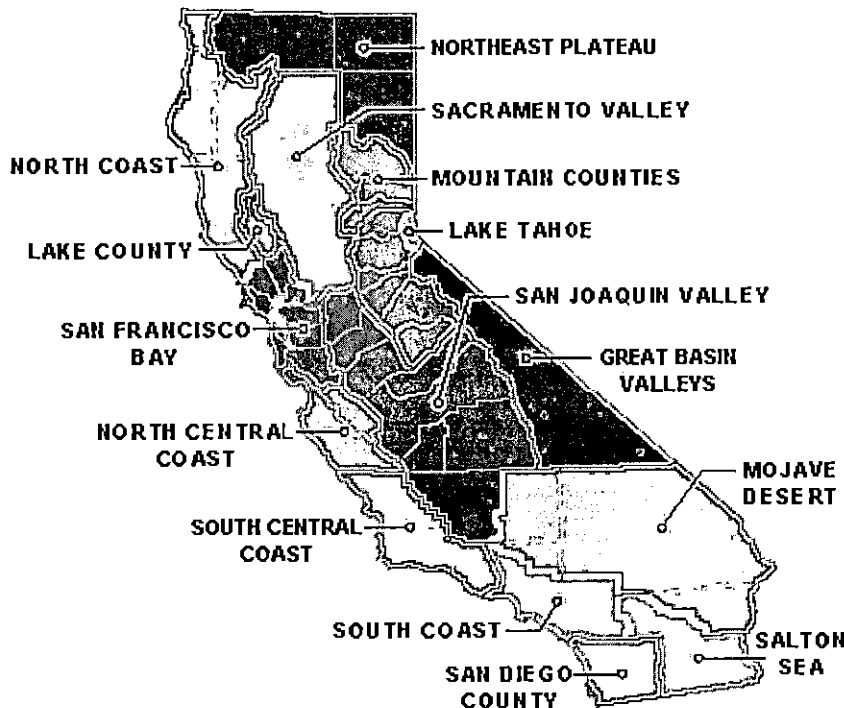 NORTHEAST PLATEAU
SACRAMENTO VALLEY
NORTH COAST
MOUNTAIN COUNTIES
LAKE COUNTY
LAKE TAHOE
SAN JOAQUIN VALLEY
SAN FRANCISCO
BAY
GREAT BASIN
VALLEYS
NORTH CENTRAL
COAST
MOJAVE
DESERT
SOUTH CENTRAL
COAST
SOUTH COAST
SALTON
SEA
SAN DIEGO
COUNTY